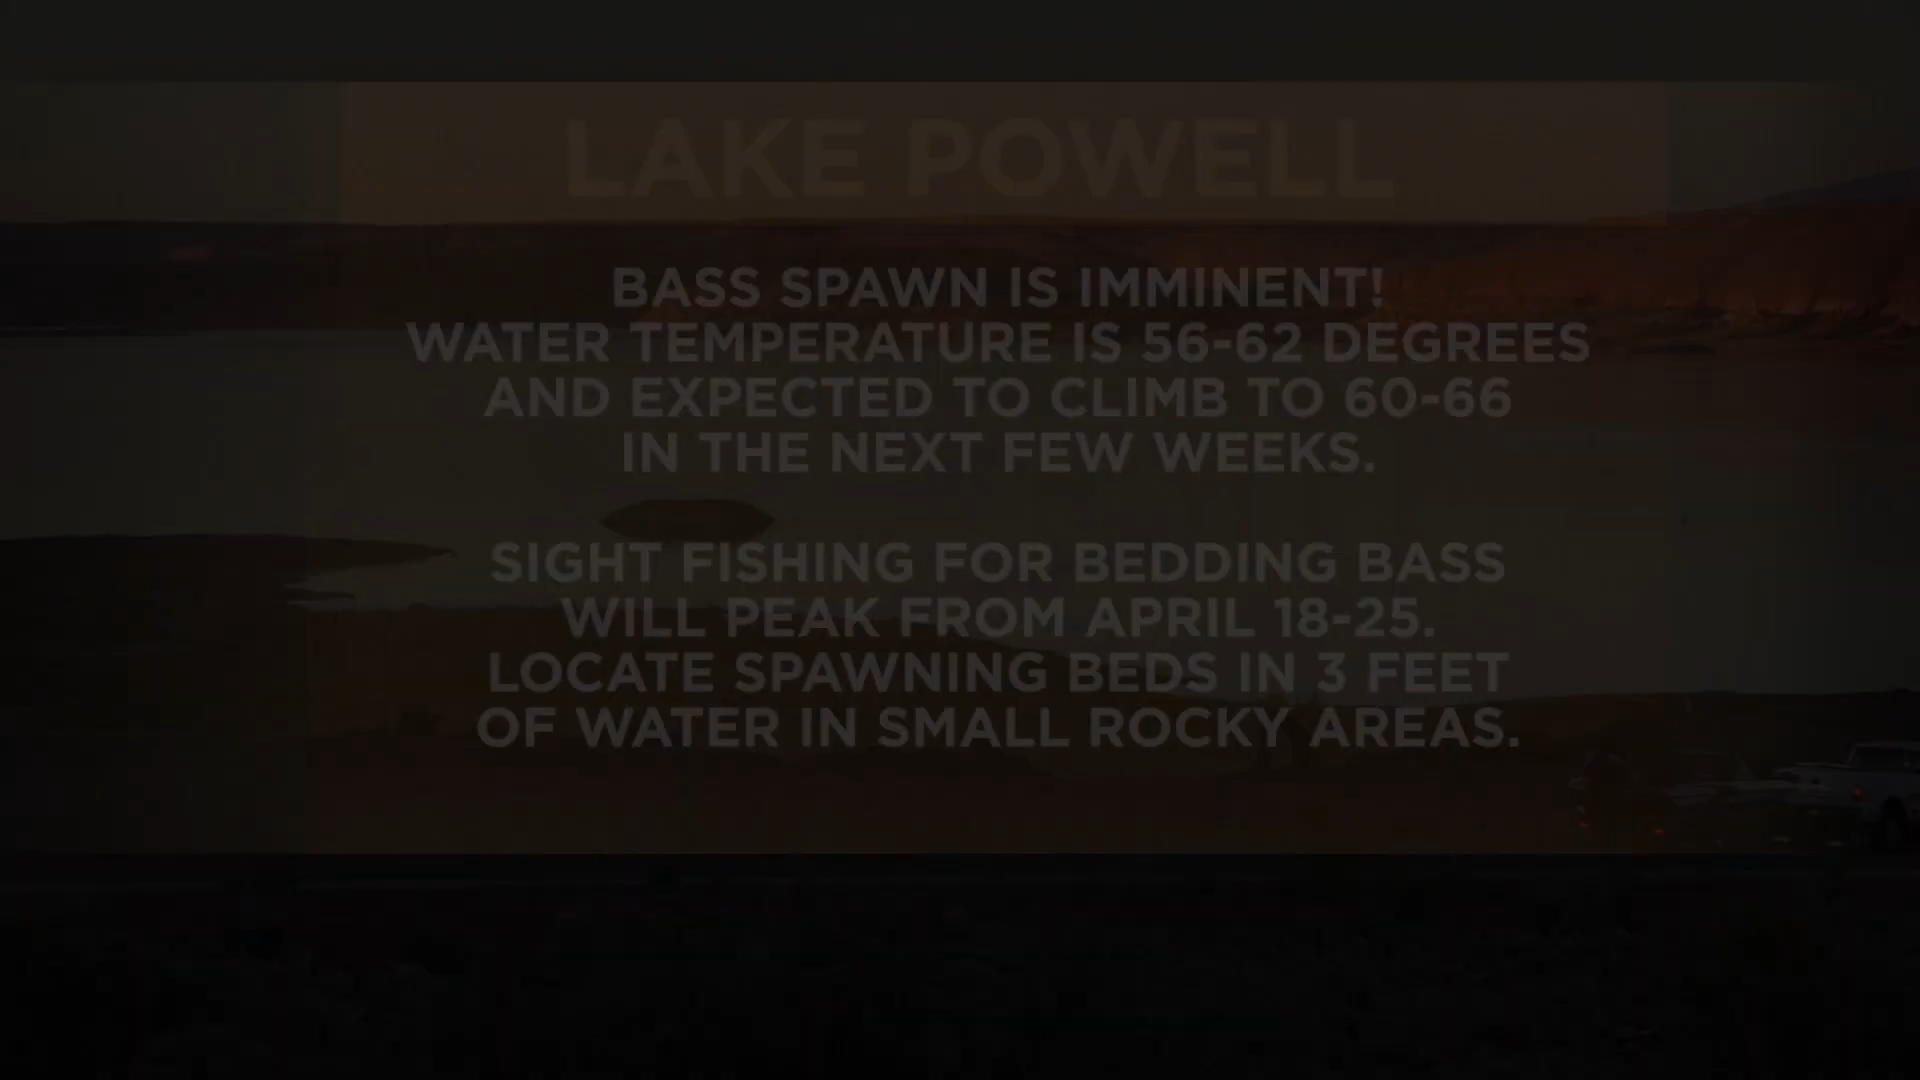 LAKE POWELL
BASS SPAWN IS IMMINENT!
WATER TEMPERATURE IS 56-62 DEGREES
AND EXPECTED TO CLIMB TO 60-66
IN THE NEXT FEW WEEKS.
SIGHT FISHING FOR BEDDING BASS
WILL PEAK FROM APRIL 18-25.
LOCATE SPAWNING BEDS IN 3 FEET
OF WATER IN SMALL ROCKY AREAS.